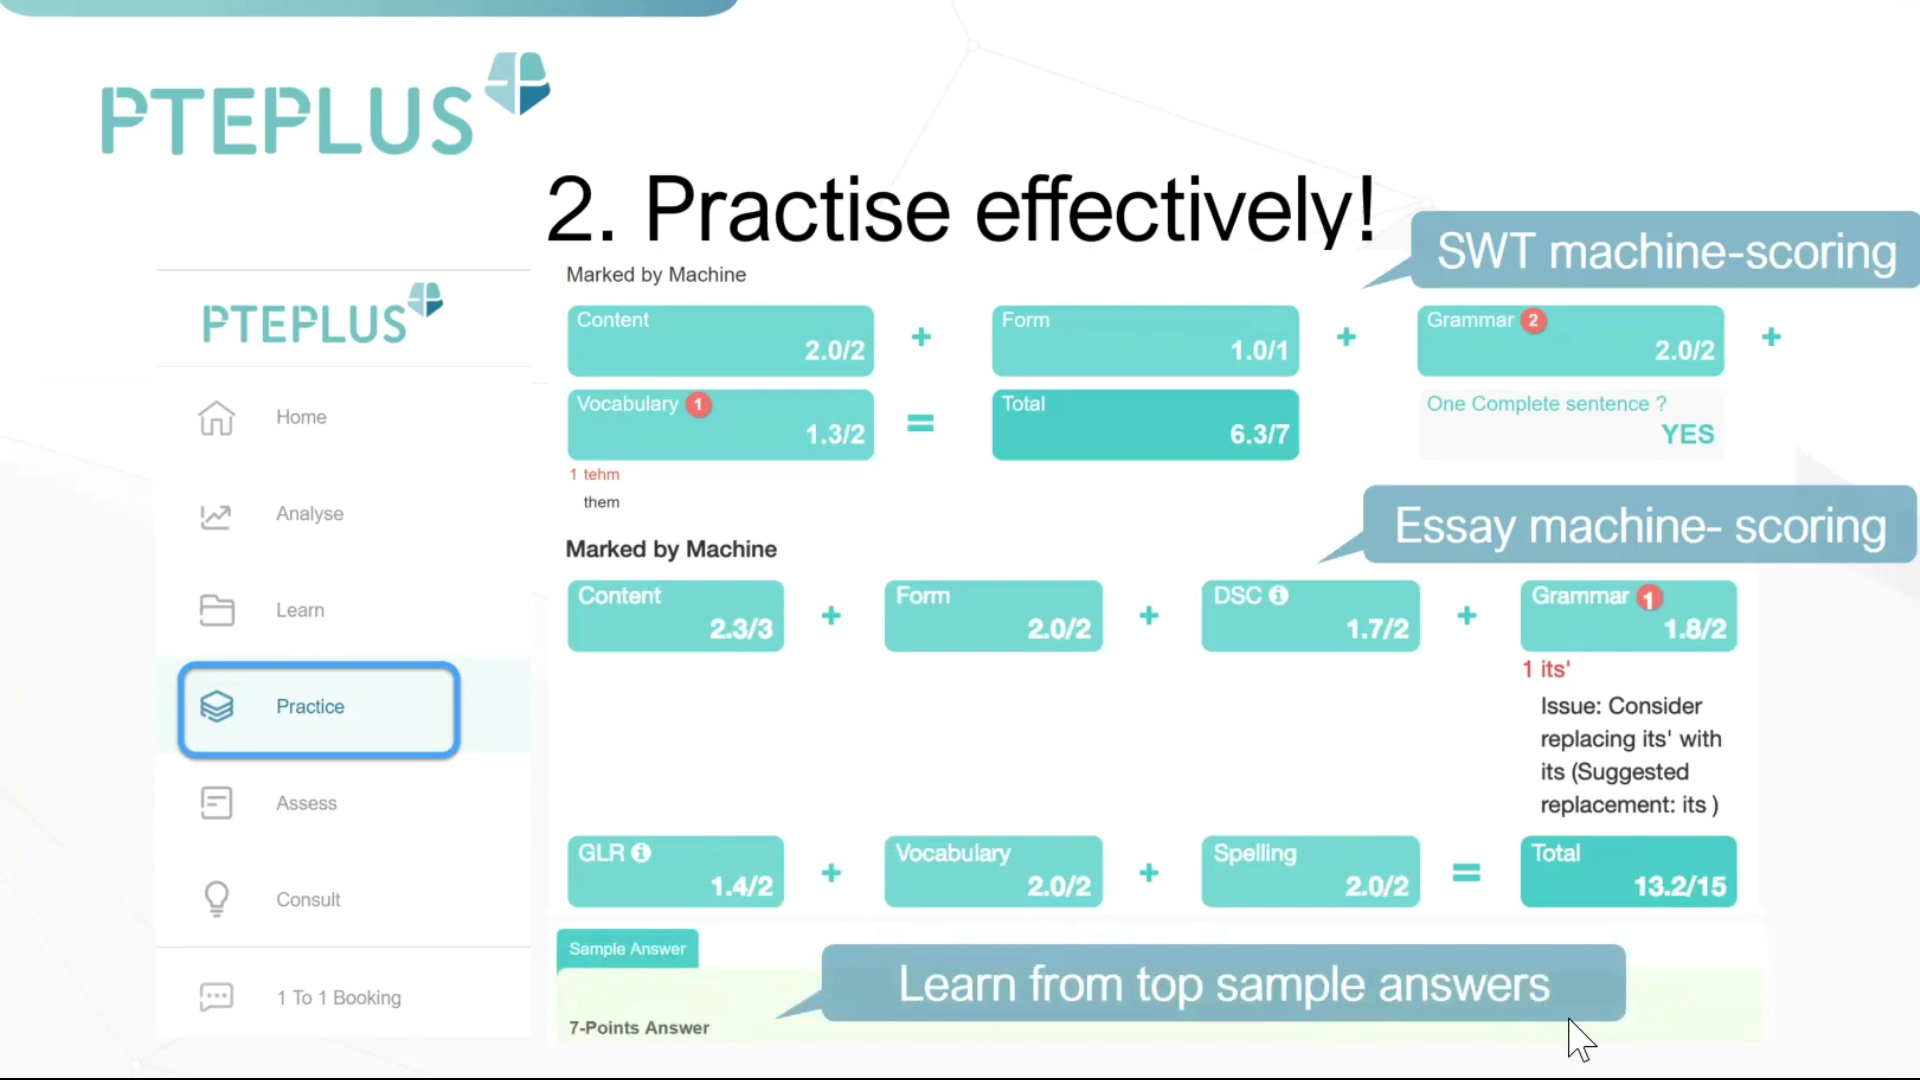 PTEPLUS
2. Practise effectively!
SWT machine-scoring
PTEPLUS
Home
Analyse
Learn
Practice
Assess
Consult
1 To 1 Booking
Marked by Machine
Content
2.0/2
+
Form
1.0/1
+
Grammar 2
2.0/2
+
Vocabulary 1
1.3/2
=
Total
6.3/7
One Complete sentence ?
YES
1 tehm
them
Essay machine- scoring
Marked by Machine
Content
2.3/3
+
Form
2.0/2
+
DSC i
1.7/2
+
Grammar 1
1.8/2
1 its'
Issue: Consider
replacing its' with
its (Suggested
replacement: its )
GLR i
1.4/2
+
Vocabulary
2.0/2
+
Spelling
2.0/2
=
Total
13.2/15
Sample Answer
Learn from top sample answers
7-Points Answer